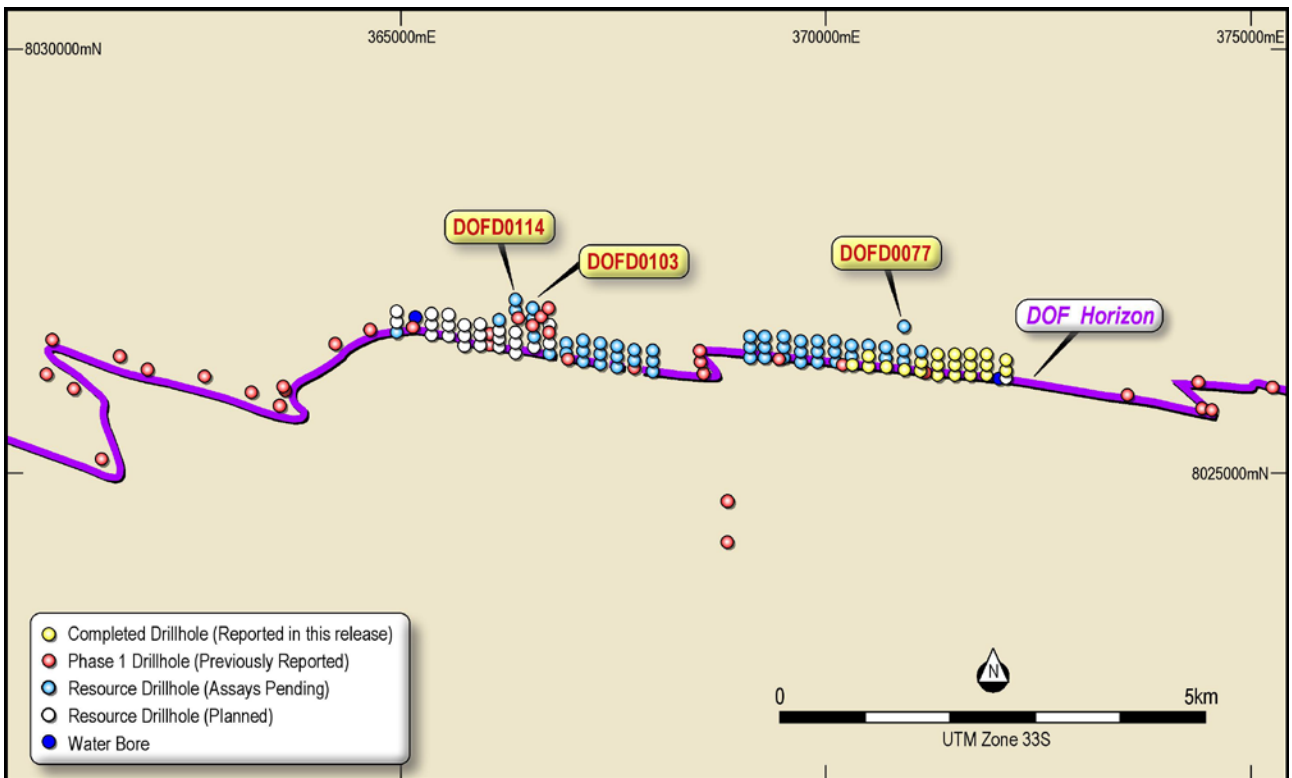 365000mE
370000mE
375000mE
8030000mN
DOFD0114
DOFD0103
DOFD0077
DOF Horizon
8025000mN
Completed Drillhole (Reported in this release)
Phase 1 Drillhole (Previously Reported)
Resource Drillhole (Assays Pending)
Resource Drillhole (Planned)
Water Bore
N
0
5km
UTM Zone 33S